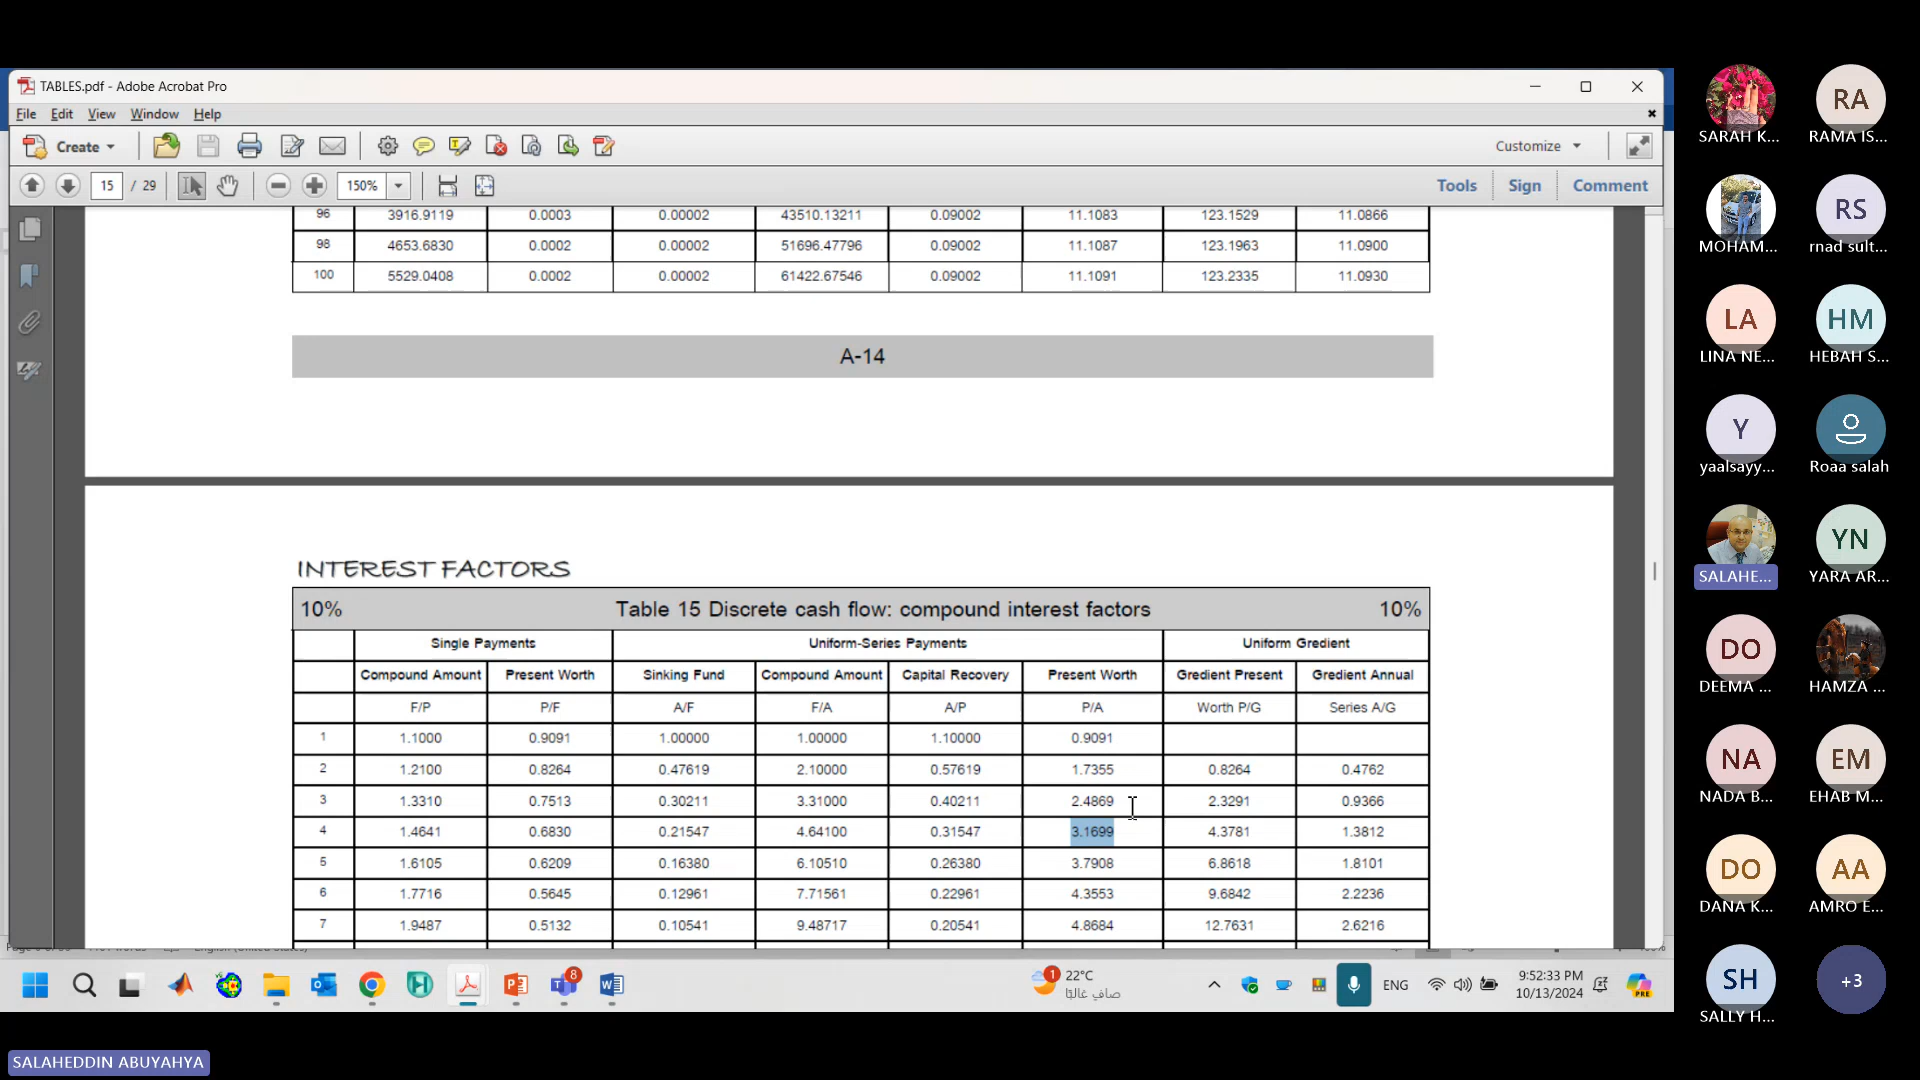 TABLES.pdf - Adobe Acrobat Pro
File Edit View Window Help
Create Customize
15 / 29 150% Tools Sign Comment
96 3916.9119 0.0003 0.00002 43510.13211 0.09002 11.1083 123.1529 11.0866
98 4653.6830 0.0002 0.00002 51696.47796 0.09002 11.1087 123.1963 11.0900
100 5529.0408 0.0002 0.00002 61422.67546 0.09002 11.1091 123.2335 11.0930
A-14
INTEREST FACTORS
10% Table 15 Discrete cash flow: compound interest factors 10%
Single Payments Uniform-Series Payments Uniform Gredient
Compound Amount Present Worth Sinking Fund Compound Amount Capital Recovery Present Worth Gredient Present Gredient Annual
F/P P/F A/F F/A A/P P/A Worth P/G Series A/G
1 1.1000 0.9091 1.00000 1.00000 1.10000 0.9091
2 1.2100 0.8264 0.47619 2.10000 0.57619 1.7355 0.8264 0.4762
3 1.3310 0.7513 0.30211 3.31000 0.40211 2.4869 2.3291 0.9366
4 1.4641 0.6830 0.21547 4.64100 0.31547 3.1699 4.3781 1.3812
5 1.6105 0.6209 0.16380 6.10510 0.26380 3.7908 6.8618 1.8101
6 1.7716 0.5645 0.12961 7.71561 0.22961 4.3553 9.6842 2.2236
7 1.9487 0.5132 0.10541 9.48717 0.20541 4.8684 12.7631 2.6216
8
1 22°C
صافٍ غالبًا
ENG
9:52:33 PM
10/13/2024
PRE
SALAHEDDIN ABUYAHYA
SARAH K...
RA
RAMA IS...
MOHAM...
RS
rnad sult...
LA
LINA NE...
HM
HEBAH S...
Y
yaalsayy...
Roaa salah
SALAHE...
YN
YARA AR...
DO
DEEMA ...
HAMZA ...
NA
NADA B...
EM
EHAB M...
DO
DANA K...
AA
AMRO E...
SH
SALLY H...
+3